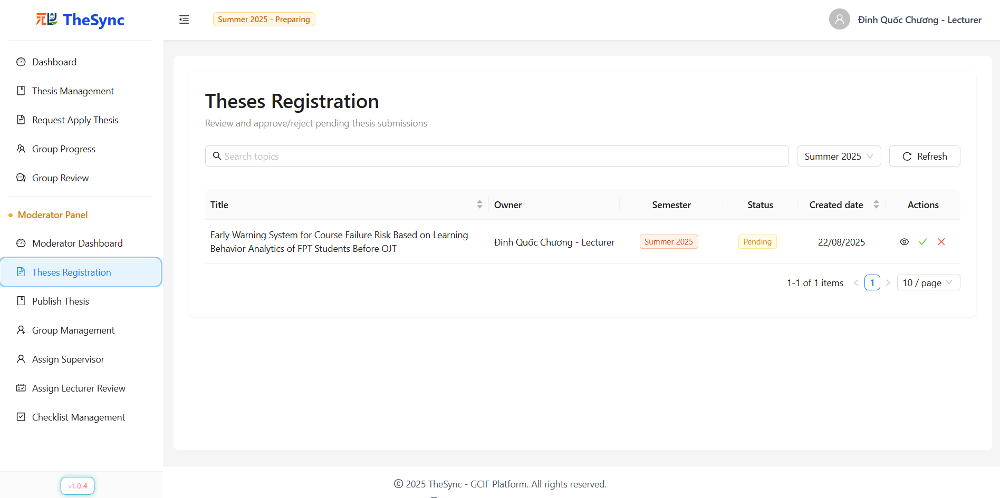 TheSync
Summer 2025 - Preparing
Đinh Quốc Chương - Lecturer
Dashboard
Thesis Management
Request Apply Thesis
Group Progress
Group Review
Moderator Panel
Moderator Dashboard
Theses Registration
Publish Thesis
Group Management
Assign Supervisor
Assign Lecturer Review
Checklist Management
v1.0.4
Theses Registration
Review and approve/reject pending thesis submissions
Search topics
Summer 2025
Refresh
Title Owner Semester Status Created date Actions
Early Warning System for Course Failure Risk Based on Learning
Behavior Analytics of FPT Students Before OJT
Đinh Quốc Chương - Lecturer
Summer 2025
Pending
22/08/2025
1-1 of 1 items
1
10 / page
© 2025 TheSync - GCIF Platform. All rights reserved.